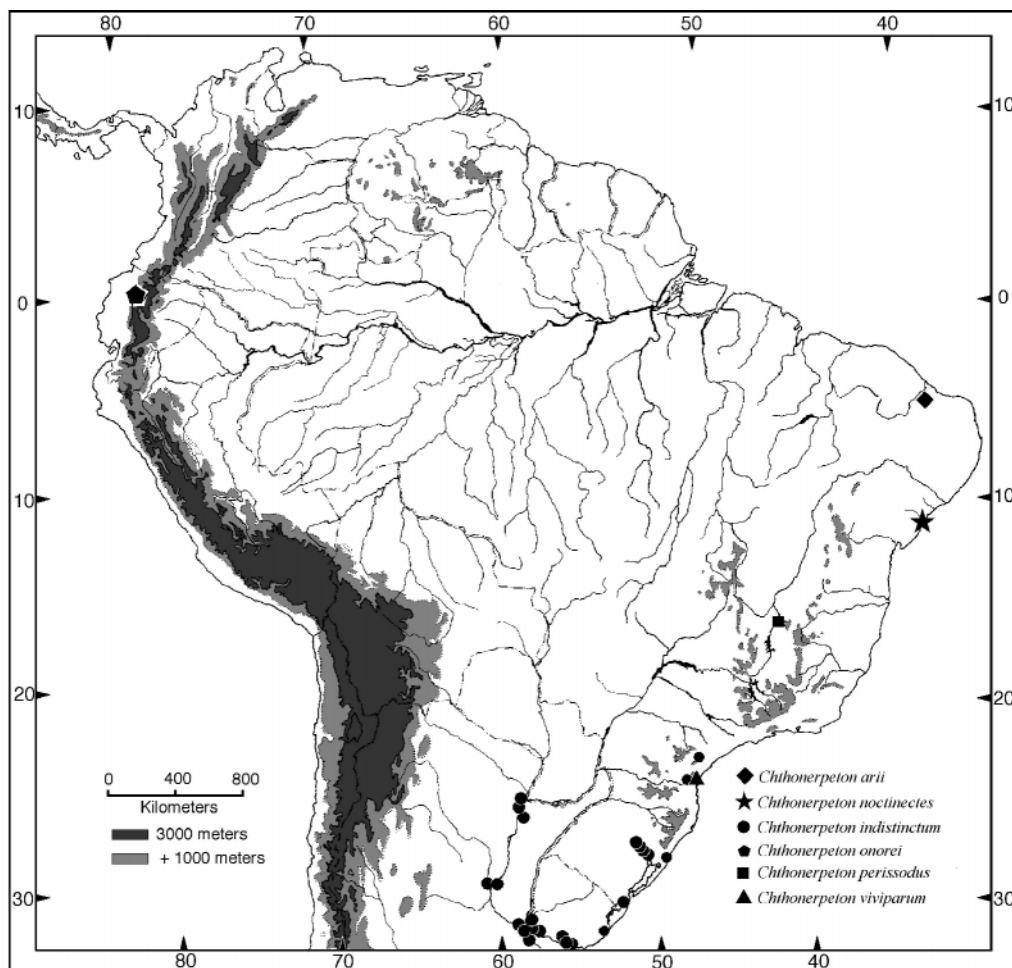 80 70 60 50 40
10 10
0 0
10 10
20 20
30 30
0 400 800
Kilometers
3000 meters
+ 1000 meters
Chthonerpeton arii
Chthonerpeton noctinectes
Chthonerpeton indistinctum
Chthonerpeton onorei
Chthonerpeton perissodus
Chthonerpeton viviparum
80 70 60 50 40